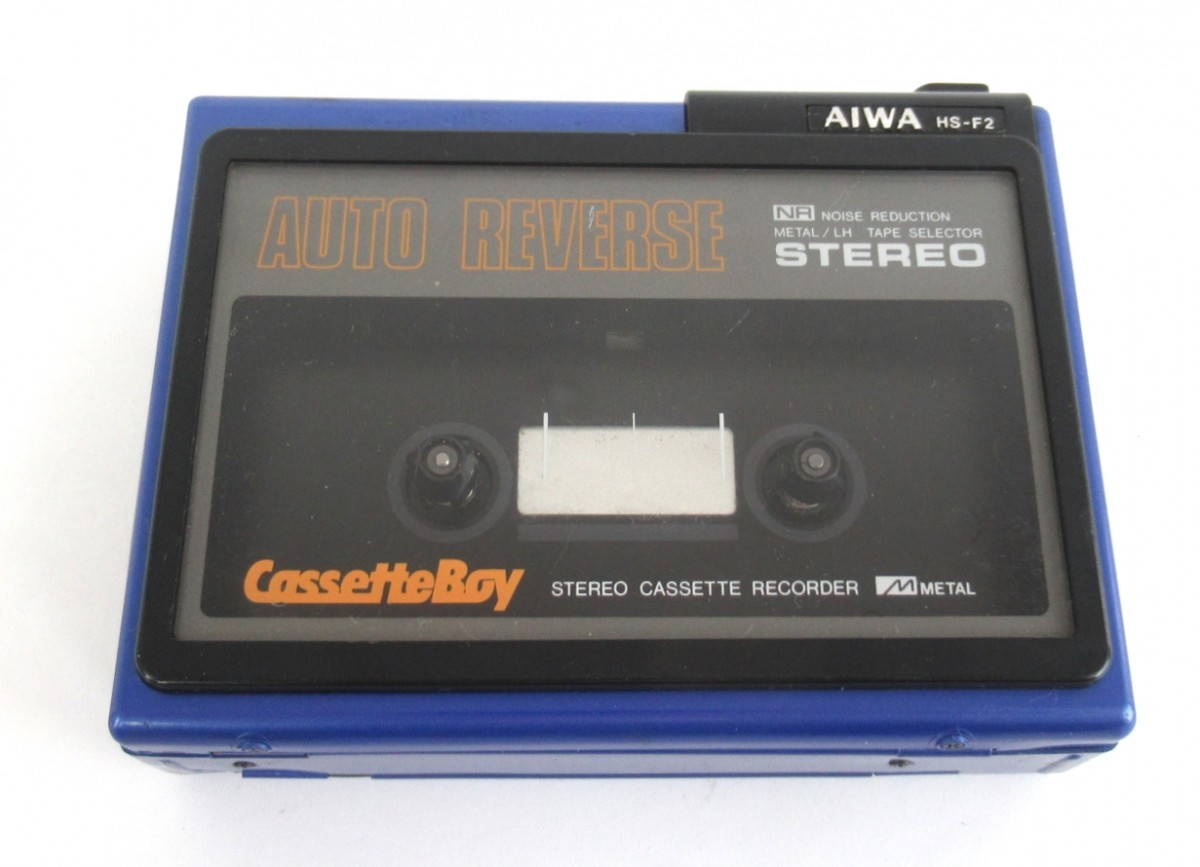 AIWA HS-F2
AUTO REVERSE
NR NOISE REDUCTION
METAL/LH TAPE SELECTOR
STEREO
CassetteBoy STEREO CASSETTE RECORDER M METAL